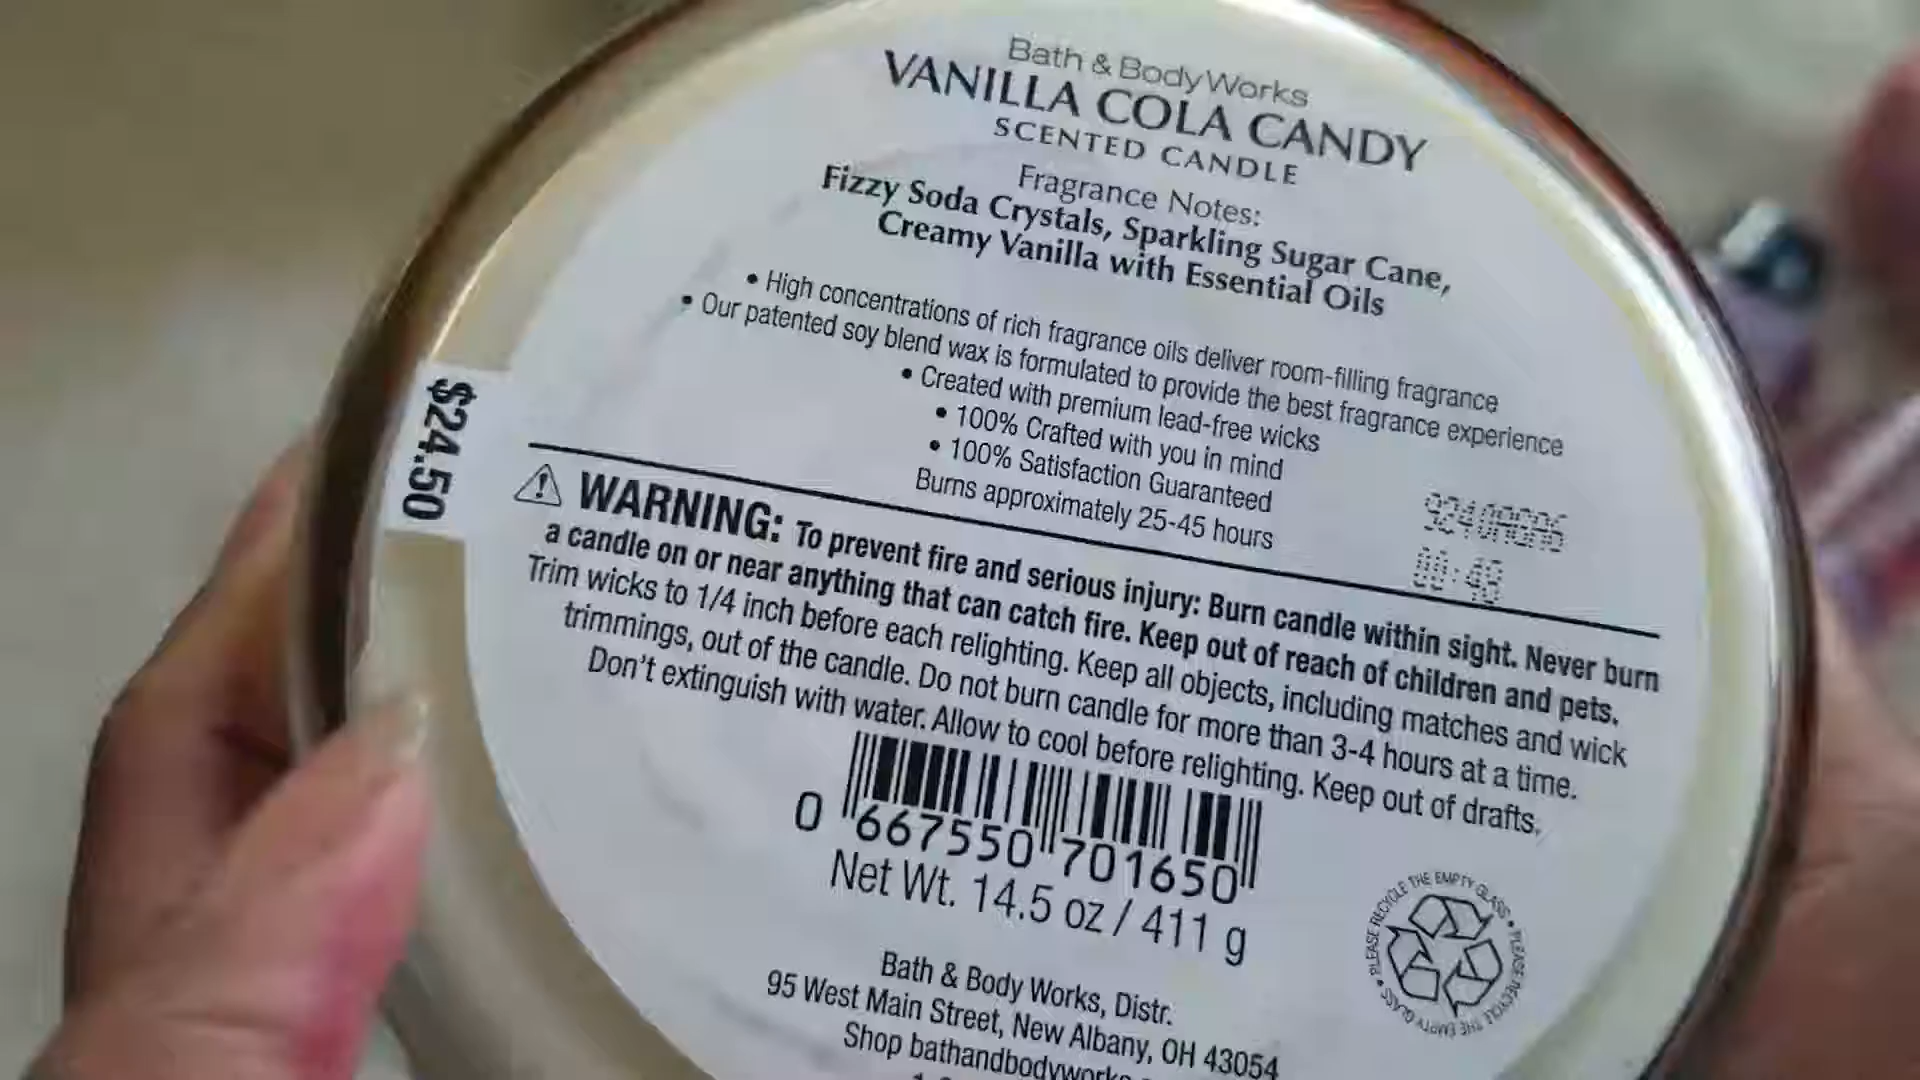 Bath & Body Works
VANILLA COLA CANDY
SCENTED CANDLE
Fragrance Notes:
Fizzy Soda Crystals, Sparkling Sugar Cane,
Creamy Vanilla with Essential Oils
• High concentrations of rich fragrance oils deliver room-filling fragrance
• Our patented soy blend wax is formulated to provide the best fragrance experience
• Created with premium lead-free wicks
• 100% Crafted with you in mind
• 100% Satisfaction Guaranteed
Burns approximately 25-45 hours
$24.50
WARNING: To prevent fire and serious injury: Burn candle within sight. Never burn
a candle on or near anything that can catch fire. Keep out of reach of children and pets.
Trim wicks to 1/4 inch before each relighting. Keep all objects, including matches and wick
trimmings, out of the candle. Do not burn candle for more than 3-4 hours at a time.
Don't extinguish with water. Allow to cool before relighting. Keep out of drafts.
0 667550 701650
Net Wt. 14.5 oz / 411 g
PLEASE RECYCLE THE EMPTY GLASS • PLEASE RECYCLE THE EMPTY GLASS •
Bath & Body Works, Distr.
95 West Main Street, New Albany, OH 43054
Shop